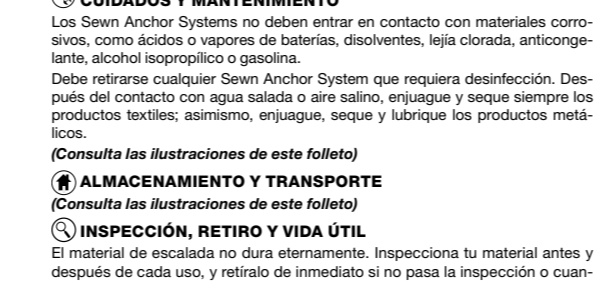 CUIDADOS Y MANTENIMIENTO
Los Sewn Anchor Systems no deben entrar en contacto con materiales corro-
sivos, como ácidos o vapores de baterías, disolventes, lejía clorada, anticonge-
lante, alcohol isopropílico o gasolina.
Debe retirarse cualquier Sewn Anchor System que requiera desinfección. Des-
pués del contacto con agua salada o aire salino, enjuague y seque siempre los
productos textiles; asimismo, enjuague, seque y lubrique los productos metá-
licos.
(Consulta las ilustraciones de este folleto)
ALMACENAMIENTO Y TRANSPORTE
(Consulta las ilustraciones de este folleto)
INSPECCIÓN, RETIRO Y VIDA ÚTIL
El material de escalada no dura eternamente. Inspecciona tu material antes y
después de cada uso, y retíralo de inmediato si no pasa la inspección o cuan-